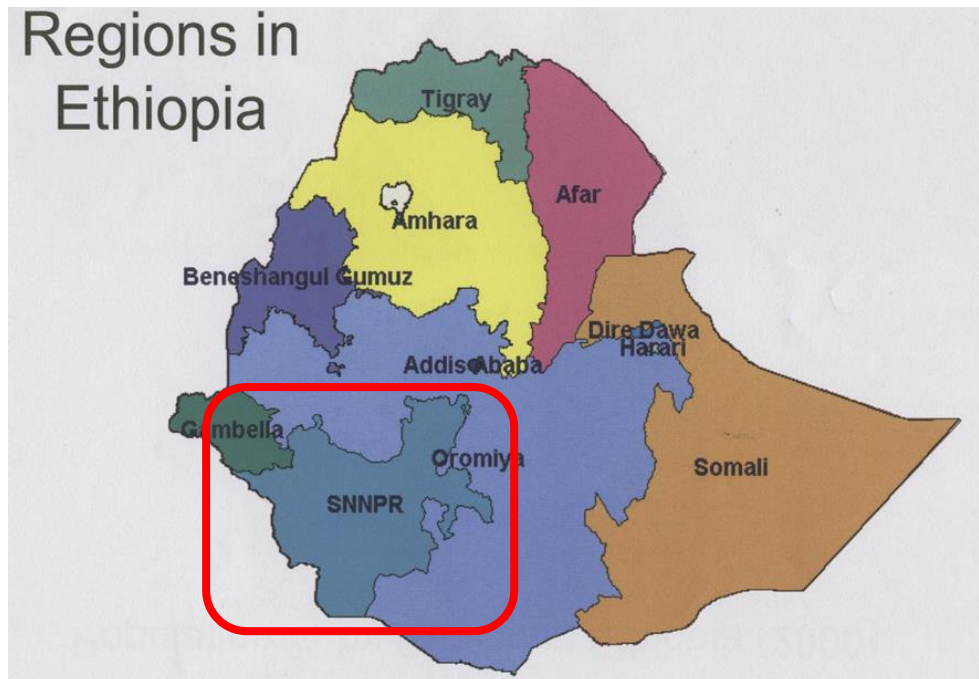 Regions in
Ethiopia
Tigray
Afar
Amhara
Beneshangul Gumuz
Dire Dawa
Harari
Addis Ababa
Gambella
Oromiya
Somali
SNNPR